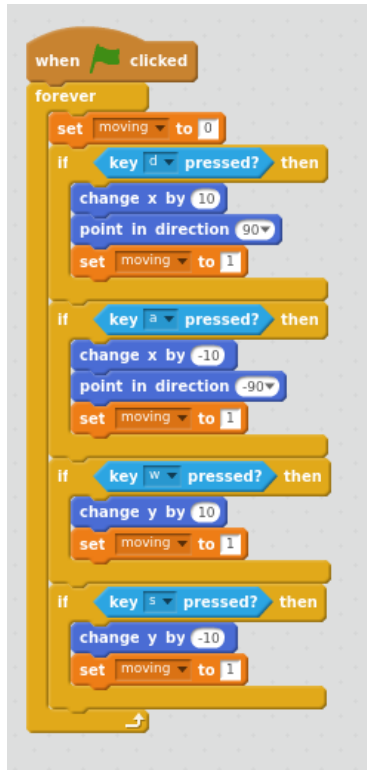 when clicked
forever
set moving to 0
if key d pressed? then
change x by 10
point in direction 90
set moving to 1
if key a pressed? then
change x by -10
point in direction -90
set moving to 1
if key w pressed? then
change y by 10
set moving to 1
if key s pressed? then
change y by -10
set moving to 1